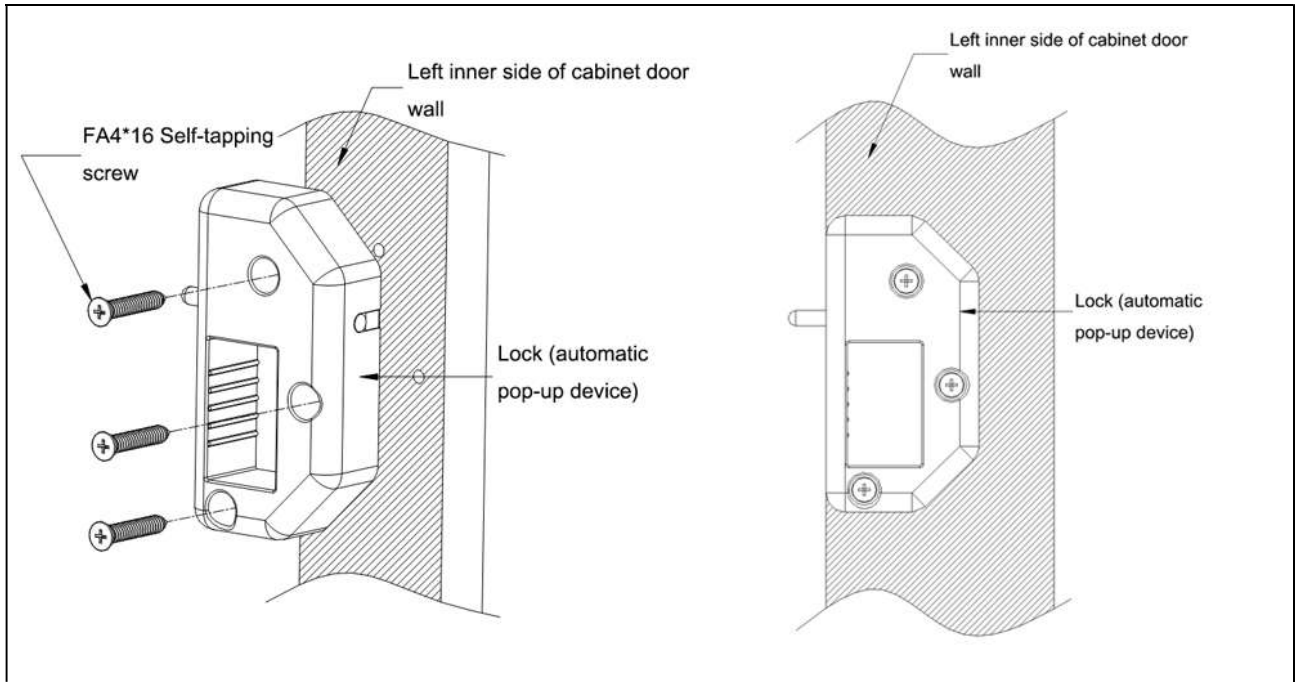 Left inner side of cabinet door
wall
FA4*16 Self-tapping
screw
Lock (automatic
pop-up device)
Left inner side of cabinet door
wall
Lock (automatic
pop-up device)